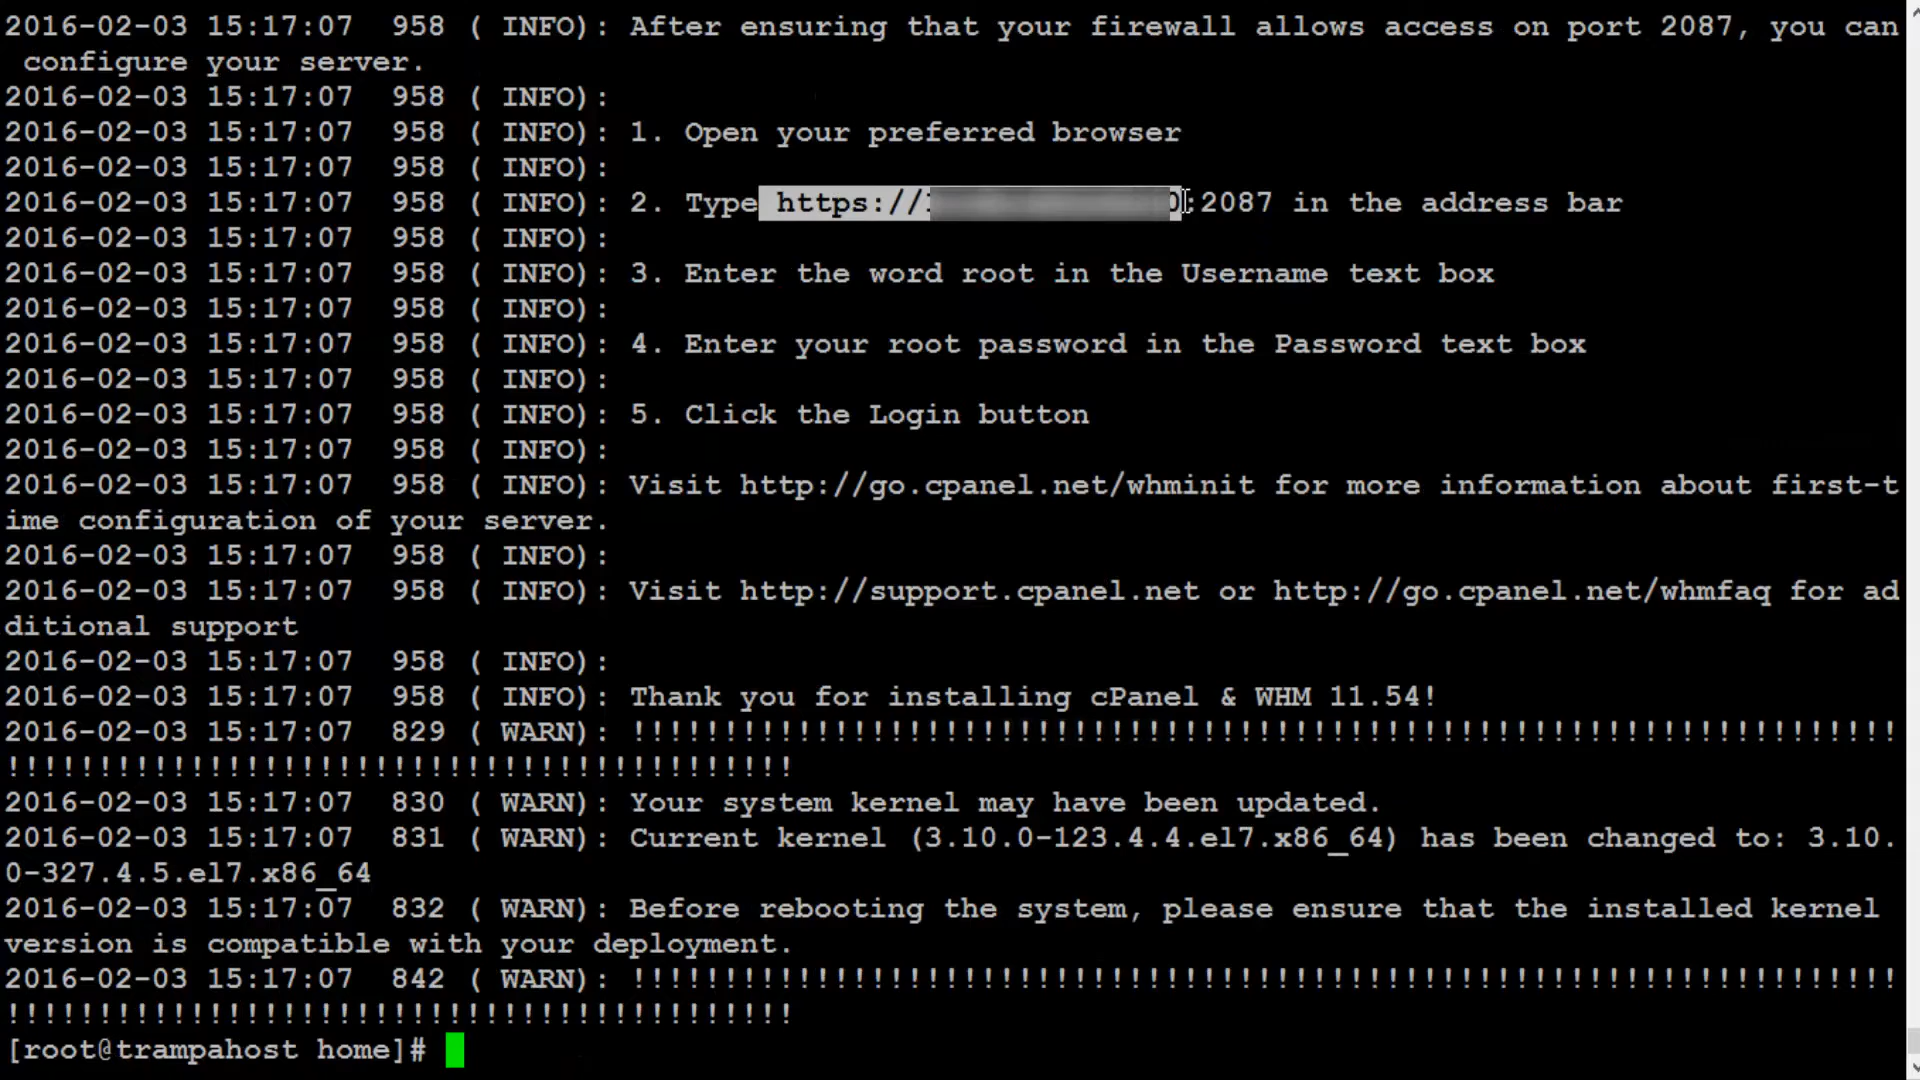 2016-02-03 15:17:07  958 ( INFO): After ensuring that your firewall allows access on port 2087, you can
 configure your server.
2016-02-03 15:17:07  958 ( INFO):
2016-02-03 15:17:07  958 ( INFO): 1. Open your preferred browser
2016-02-03 15:17:07  958 ( INFO):
2016-02-03 15:17:07  958 ( INFO): 2. Type https:// :2087 in the address bar
2016-02-03 15:17:07  958 ( INFO):
2016-02-03 15:17:07  958 ( INFO): 3. Enter the word root in the Username text box
2016-02-03 15:17:07  958 ( INFO):
2016-02-03 15:17:07  958 ( INFO): 4. Enter your root password in the Password text box
2016-02-03 15:17:07  958 ( INFO):
2016-02-03 15:17:07  958 ( INFO): 5. Click the Login button
2016-02-03 15:17:07  958 ( INFO):
2016-02-03 15:17:07  958 ( INFO): Visit http://go.cpanel.net/whminit for more information about first-t
ime configuration of your server.
2016-02-03 15:17:07  958 ( INFO):
2016-02-03 15:17:07  958 ( INFO): Visit http://support.cpanel.net or http://go.cpanel.net/whmfaq for ad
ditional support
2016-02-03 15:17:07  958 ( INFO):
2016-02-03 15:17:07  958 ( INFO): Thank you for installing cPanel & WHM 11.54!
2016-02-03 15:17:07  829 ( WARN): !!!!!!!!!!!!!!!!!!!!!!!!!!!!!!!!!!!!!!!!!!!!!!!!!!!!!!!!!!!!!!!!!!!!!
!!!!!!!!!!!!!!!!!!!!!!!!!!!!!!!!!!!!!!!!!!!
2016-02-03 15:17:07  830 ( WARN): Your system kernel may have been updated.
2016-02-03 15:17:07  831 ( WARN): Current kernel (3.10.0-123.4.4.el7.x86_64) has been changed to: 3.10.
0-327.4.5.el7.x86_64
2016-02-03 15:17:07  832 ( WARN): Before rebooting the system, please ensure that the installed kernel
version is compatible with your deployment.
2016-02-03 15:17:07  842 ( WARN): !!!!!!!!!!!!!!!!!!!!!!!!!!!!!!!!!!!!!!!!!!!!!!!!!!!!!!!!!!!!!!!!!!!!!
!!!!!!!!!!!!!!!!!!!!!!!!!!!!!!!!!!!!!!!!!!!
[root@trampahost home]#